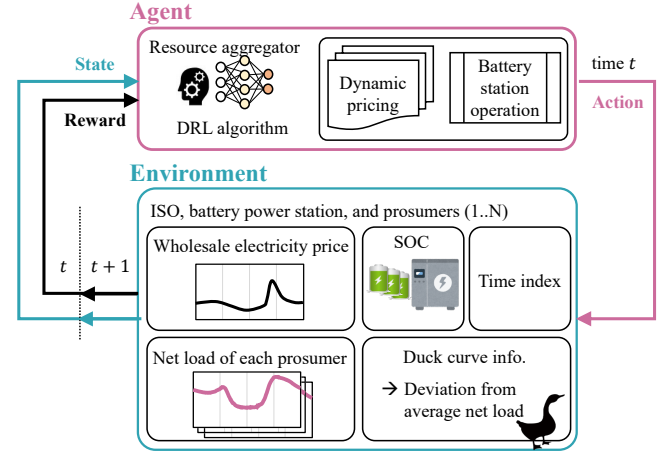 Agent
State
Resource aggregator
DRL algorithm
Dynamic
pricing
Battery
station
operation
time t
Action
Reward
Environment
ISO, battery power station, and prosumers (1..N)
Wholesale electricity price
SOC
Time index
t
t + 1
Net load of each prosumer
Duck curve info.
→ Deviation from
average net load